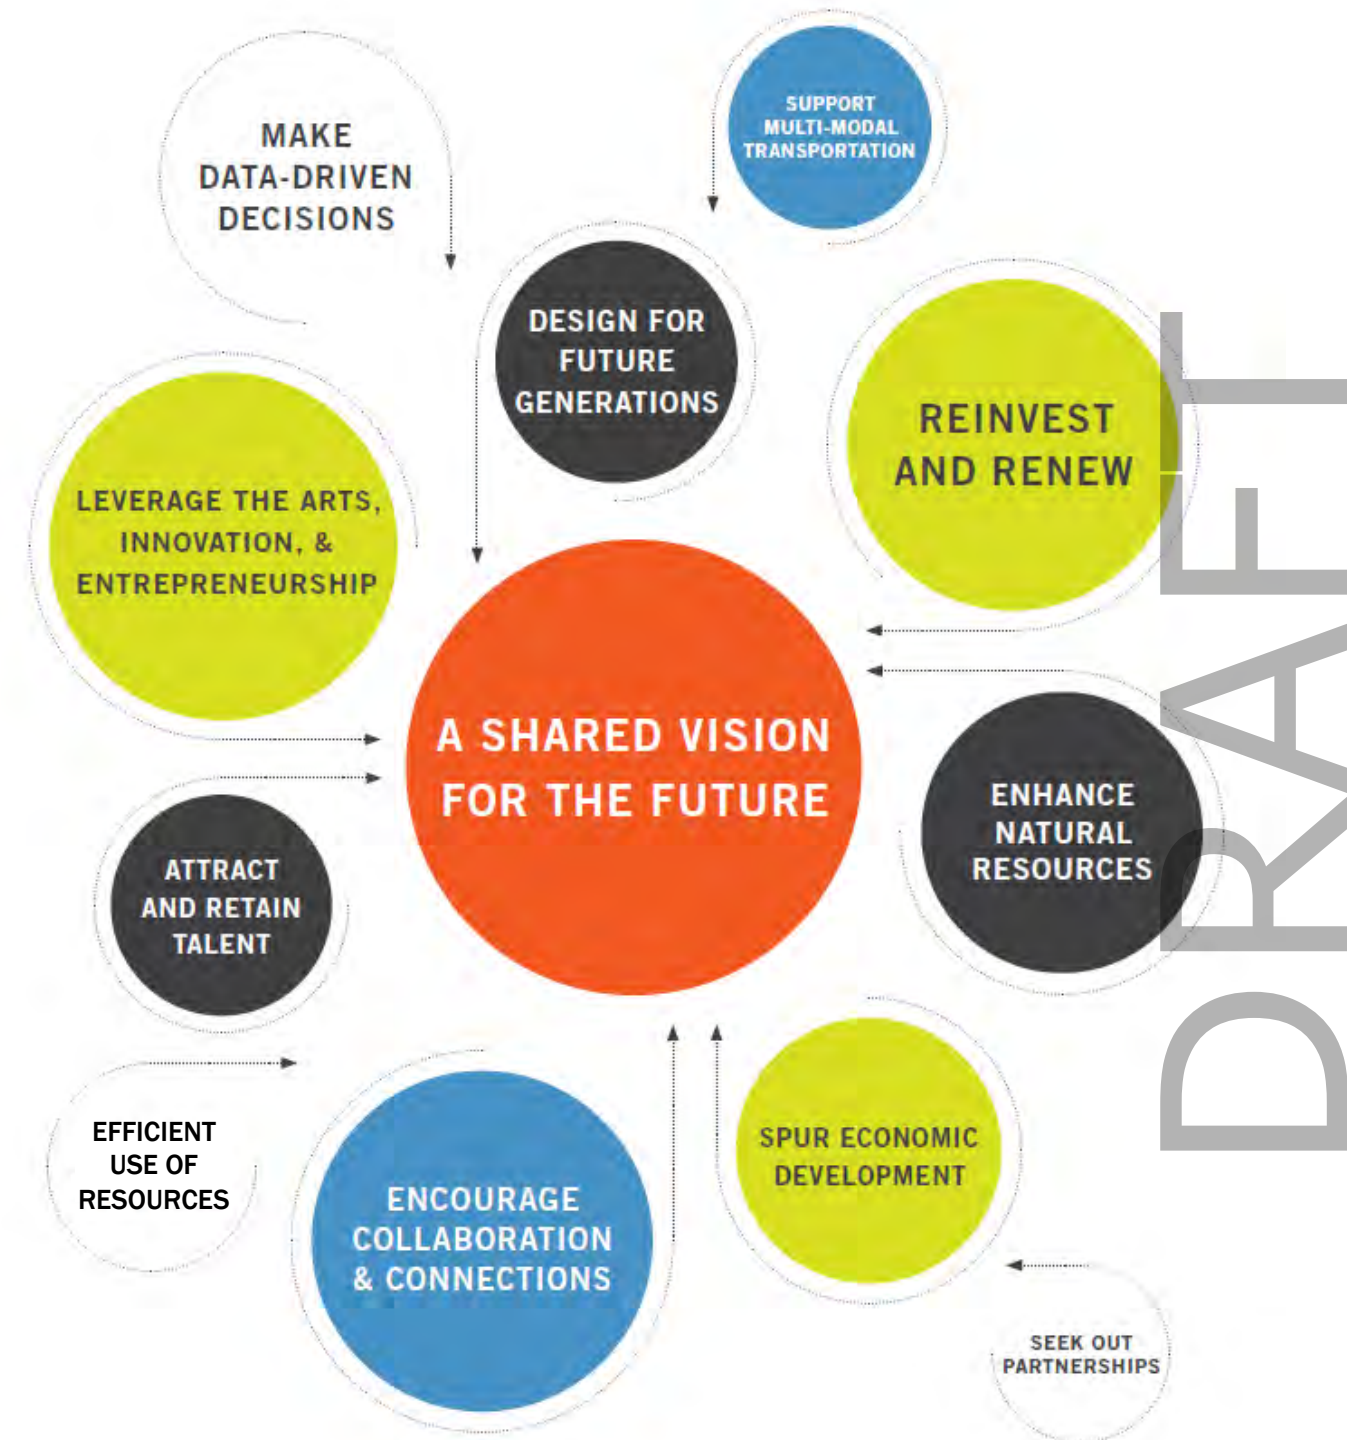 MAKE
DATA-DRIVEN
DECISIONS
SUPPORT
MULTI-MODAL
TRANSPORTATION
DESIGN FOR
FUTURE
GENERATIONS
REINVEST
AND RENEW
LEVERAGE THE ARTS,
INNOVATION, &
ENTREPRENEURSHIP
A SHARED VISION
FOR THE FUTURE
ENHANCE
NATURAL
RESOURCES
ATTRACT
AND RETAIN
TALENT
EFFICIENT
USE OF
RESOURCES
ENCOURAGE
COLLABORATION
& CONNECTIONS
SPUR ECONOMIC
DEVELOPMENT
SEEK OUT
PARTNERSHIPS
DRAFT